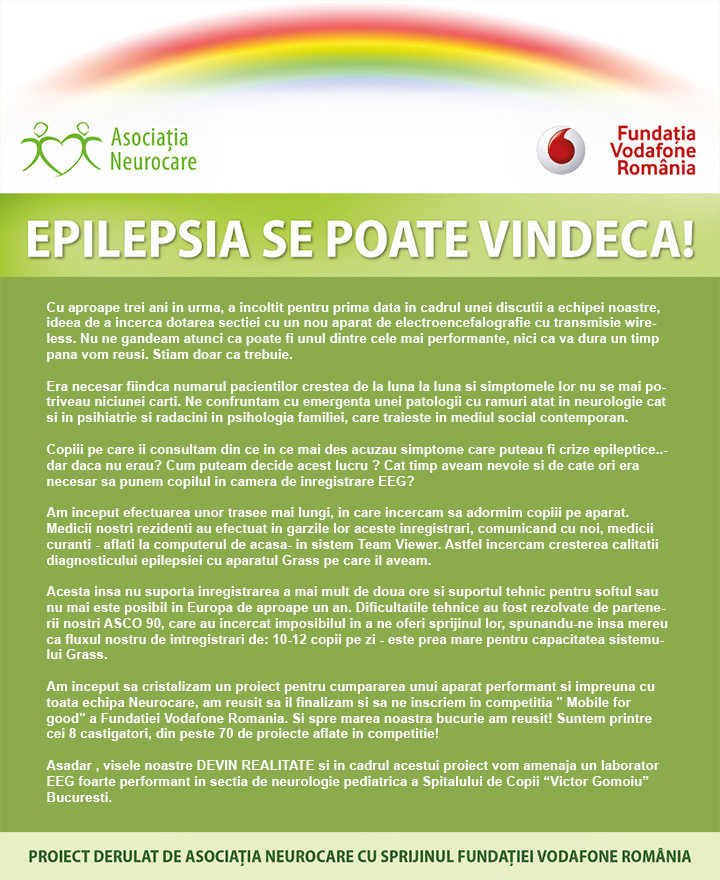 Asociația
Neurocare
Fundația
Vodafone
România
EPILEPSIA SE POATE VINDECA!
Cu aproape trei ani in urma, a incoltit pentru prima data in cadrul unei discutii a echipei noastre,
ideea de a incerca dotarea sectiei cu un nou aparat de electroencefalografie cu transmisie wire-
less. Nu ne gandeam atunci ca poate fi unul dintre cele mai performante, nici ca va dura un timp
pana vom reusi. Stiam doar ca trebuie.
Era necesar fiindca numarul pacientilor crestea de la luna la luna si simptomele lor nu se mai po-
triveau niciunei carti. Ne confruntam cu emergenta unei patologii cu ramuri atat in neurologie cat
si in psihiatrie si radacini in psihologia familiei, care traieste in mediul social contemporan.
Copiii pe care ii consultam din ce in ce mai des acuzau simptome care puteau fi crize epileptice..-
dar daca nu erau? Cum puteam decide acest lucru ? Cat timp aveam nevoie si de cate ori era
necesar sa punem copilul in camera de inregistrare EEG?
Am inceput efectuarea unor trasee mai lungi, in care incercam sa adormim copiii pe aparat.
Medicii nostri rezidenti au efectuat in garzile lor aceste inregistrari, comunicand cu noi, medicii
curanti - aflati la computerul de acasa- in sistem Team Viewer. Astfel incercam cresterea calitatii
diagnosticului epilepsiei cu aparatul Grass pe care il aveam.
Acesta insa nu suporta inregistrarea a mai mult de doua ore si suportul tehnic pentru softul sau
nu mai este posibil in Europa de aproape un an. Dificultatile tehnice au fost rezolvate de partene-
rii nostri ASCO 90, care au incercat imposibilul in a ne oferi sprijinul lor, spunandu-ne insa mereu
ca fluxul nostru de intregistrari de: 10-12 copii pe zi - este prea mare pentru capacitatea sistemu-
lui Grass.
Am inceput sa cristalizam un proiect pentru cumpararea unui aparat performant si impreuna cu
toata echipa Neurocare, am reusit sa il finalizam si sa ne inscriem in competitia " Mobile for
good" a Fundatiei Vodafone Romania. Si spre marea noastra bucurie am reusit! Suntem printre
cei 8 castigatori, din peste 70 de proiecte aflate in competitie!
Asadar , visele noastre DEVIN REALITATE si in cadrul acestui proiect vom amenaja un laborator
EEG foarte performant in sectia de neurologie pediatrica a Spitalului de Copii “Victor Gomoiu”
Bucuresti.
PROIECT DERULAT DE ASOCIAȚIA NEUROCARE CU SPRIJINUL FUNDAȚIEI VODAFONE ROMÂNIA